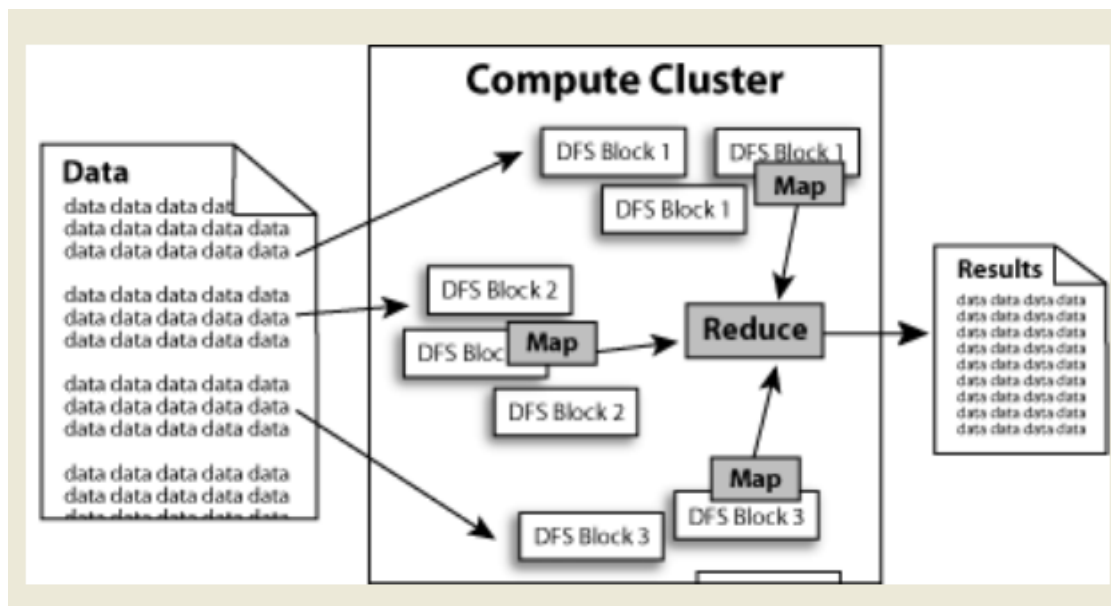 Compute Cluster
Data
data data data dat
data data data data data
data data data data data
data data data data data
data data data data data
data data data data data
data data data data data
data data data data data
data data data data data
data data data data data
data data data data data
data data data data data
DFS Block 1
DFS Block 1
Map
DFS Block 1
DFS Block 2
DFS Bloc
Map
DFS Block 2
Reduce
Map
DFS Block 3
DFS Block 3
Results
data data data data
data data data data
data data data data
data data data data
data data data data
data data data data
data data data data
data data data data
data data data data